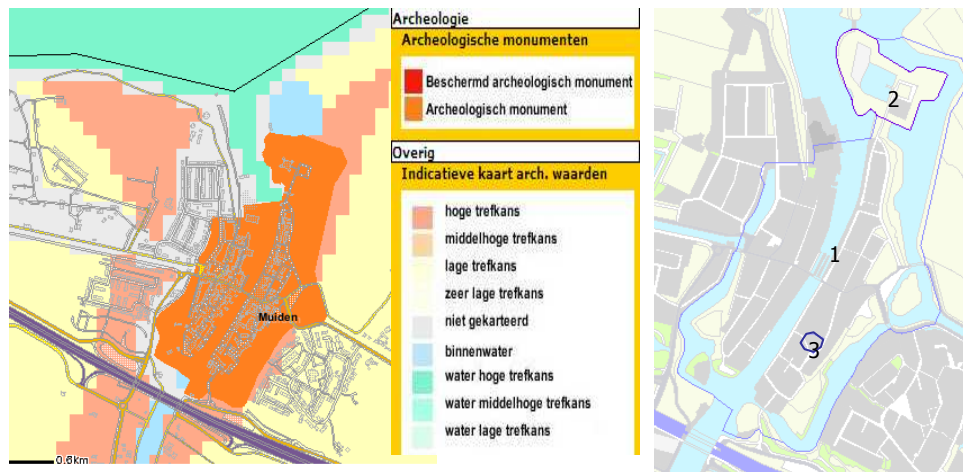 Muiden
0.6km
Archeologie
Archeologische monumenten
Beschermd archeologisch monument
Archeologisch monument
Overig
Indicatieve kaart arch. waarden
hoge trefkans
middelhoge trefkans
lage trefkans
zeer lage trefkans
niet gekarteerd
binnenwater
water hoge trefkans
water middelhoge trefkans
water lage trefkans
2
1
3